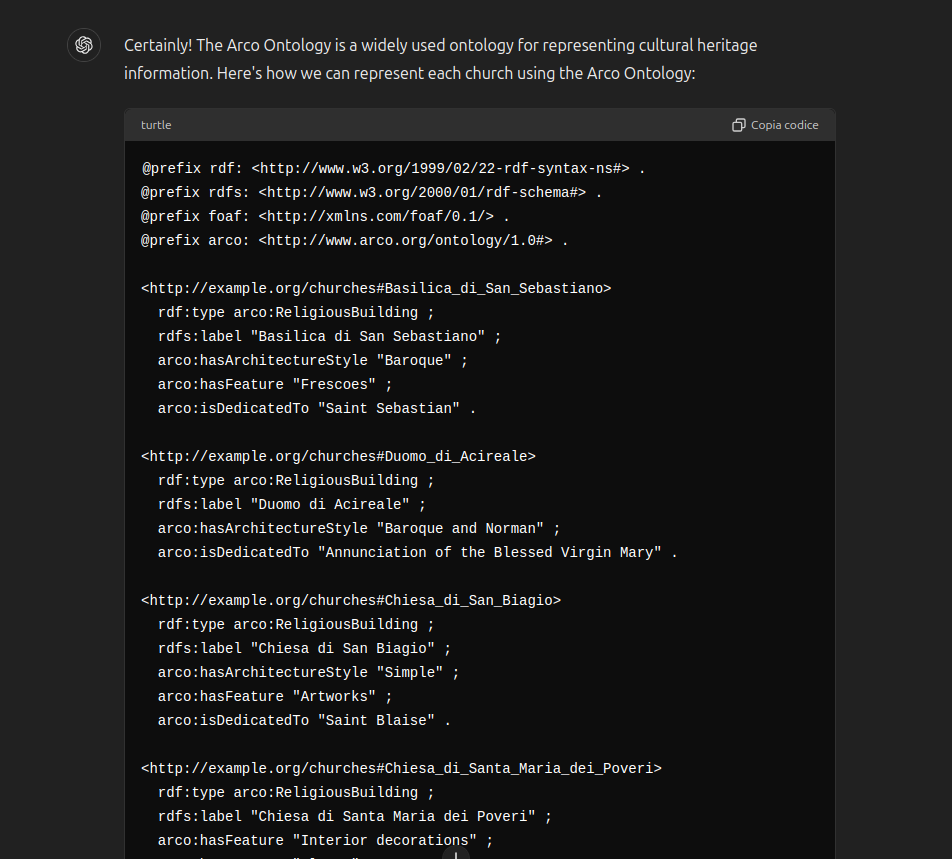 Certainly! The Arco Ontology is a widely used ontology for representing cultural heritage
information. Here's how we can represent each church using the Arco Ontology:
turtle
Copia codice
@prefix rdf: <http://www.w3.org/1999/02/22-rdf-syntax-ns#> .
@prefix rdfs: <http://www.w3.org/2000/01/rdf-schema#> .
@prefix foaf: <http://xmlns.com/foaf/0.1/> .
@prefix arco: <http://www.arco.org/ontology/1.0#> .
<http://example.org/churches#Basilica_di_San_Sebastiano>
rdf:type arco:ReligiousBuilding ;
rdfs:label "Basilica di San Sebastiano" ;
arco:hasArchitectureStyle "Baroque" ;
arco:hasFeature "Frescoes" ;
arco:isDedicatedTo "Saint Sebastian" .
<http://example.org/churches#Duomo_di_Acireale>
rdf:type arco:ReligiousBuilding ;
rdfs:label "Duomo di Acireale" ;
arco:hasArchitectureStyle "Baroque and Norman" ;
arco:isDedicatedTo "Annunciation of the Blessed Virgin Mary" .
<http://example.org/churches#Chiesa_di_San_Biagio>
rdf:type arco:ReligiousBuilding ;
rdfs:label "Chiesa di San Biagio" ;
arco:hasArchitectureStyle "Simple" ;
arco:hasFeature "Artworks" ;
arco:isDedicatedTo "Saint Blaise" .
<http://example.org/churches#Chiesa_di_Santa_Maria_dei_Poveri>
rdf:type arco:ReligiousBuilding ;
rdfs:label "Chiesa di Santa Maria dei Poveri" ;
arco:hasFeature "Interior decorations" ;